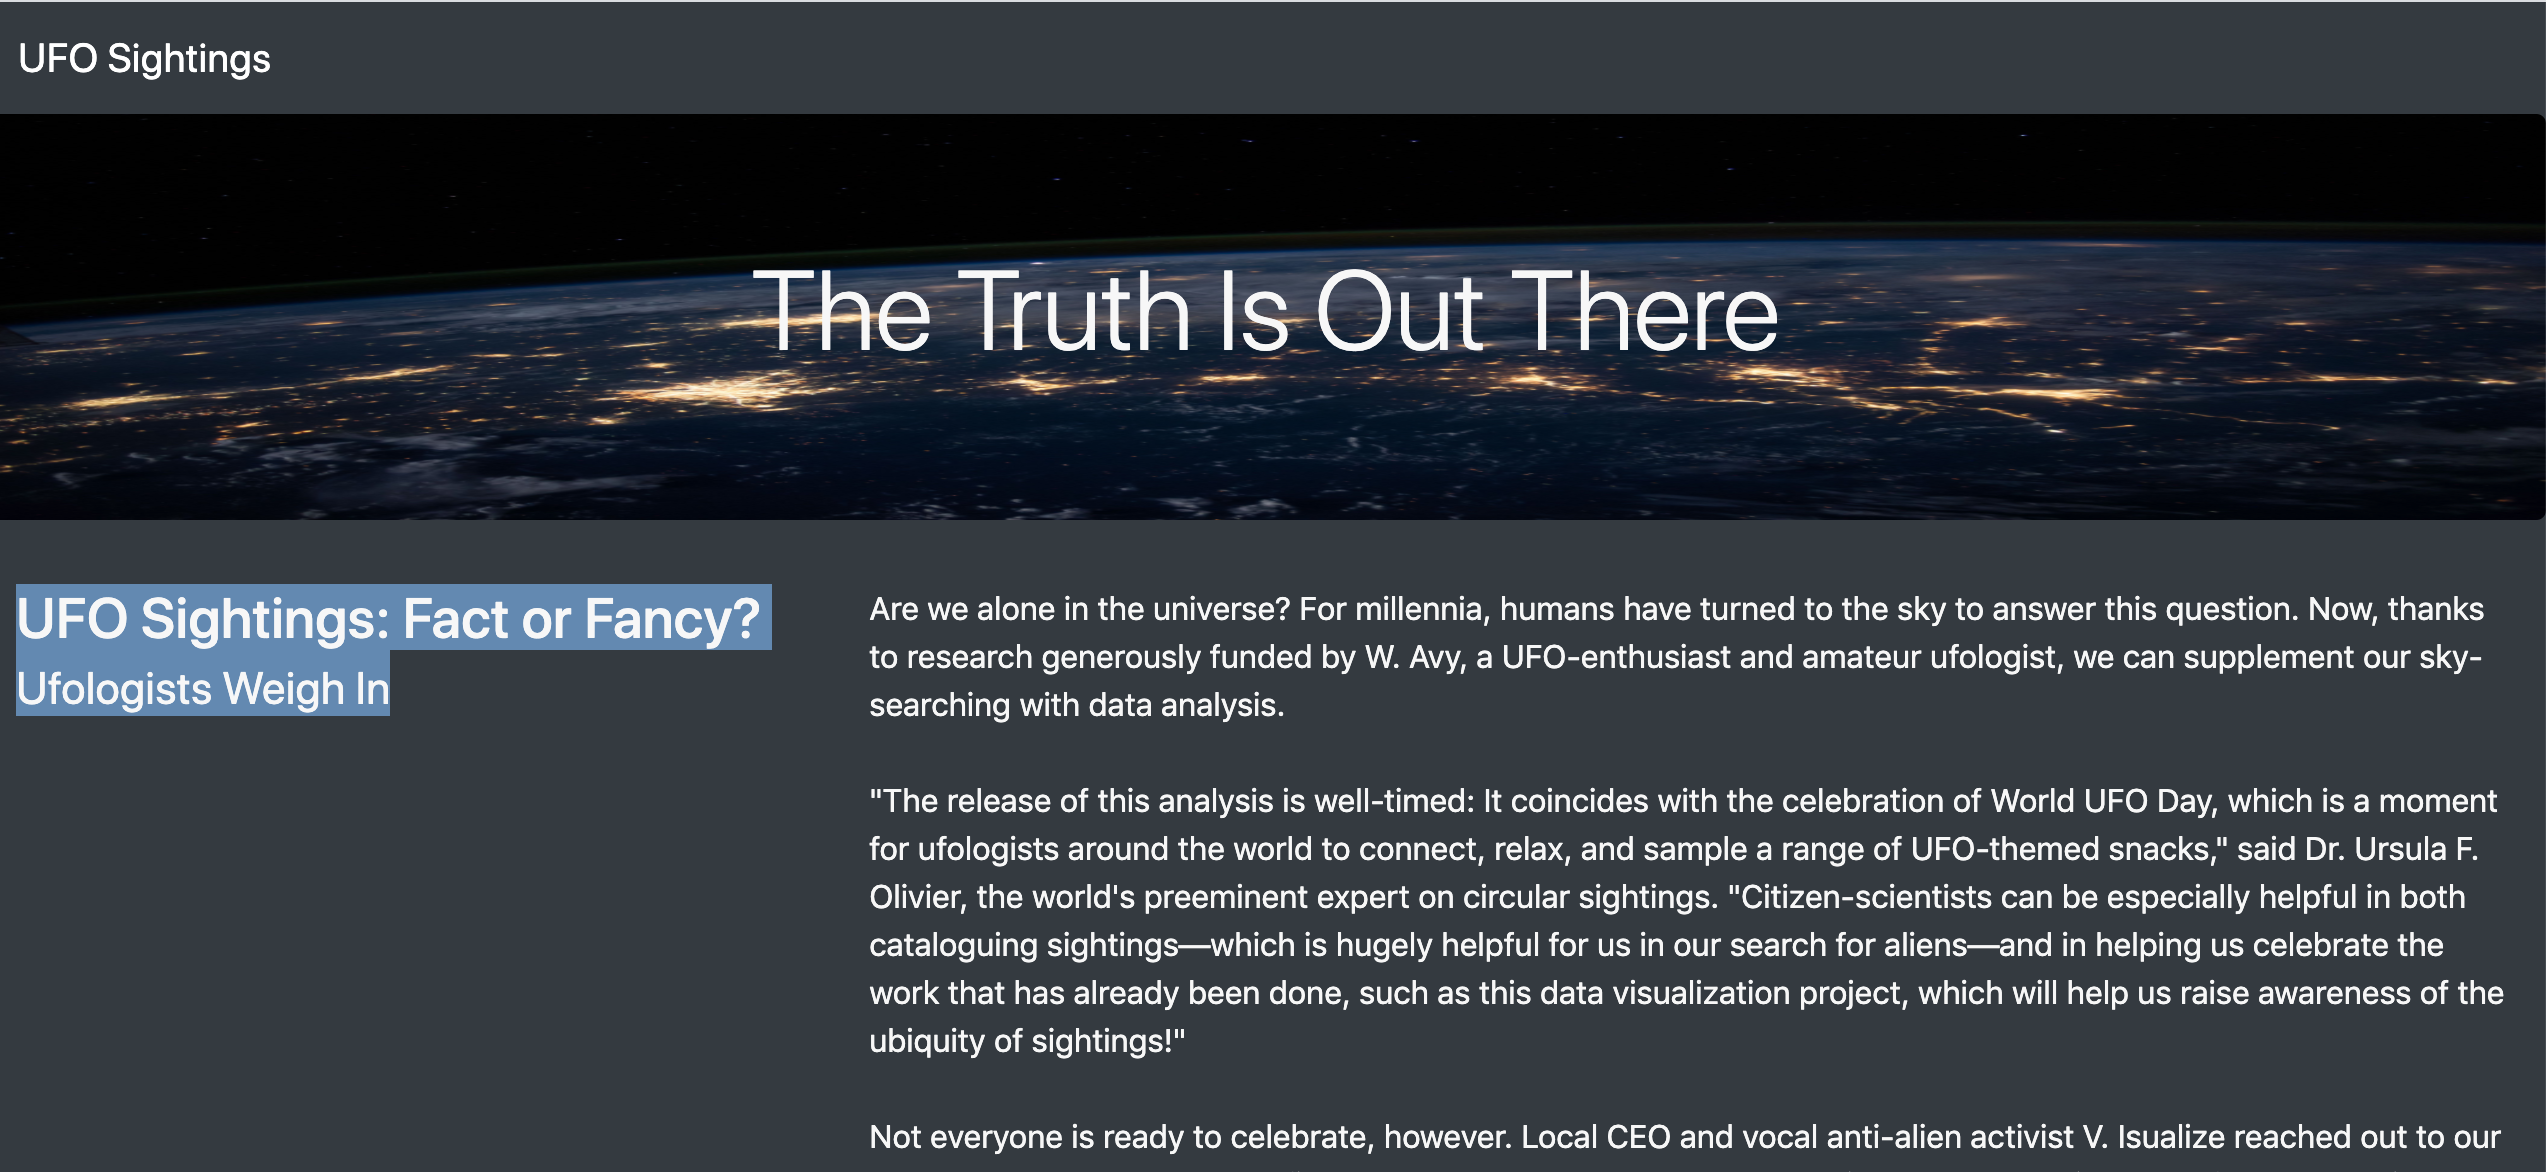 UFO Sightings
The Truth Is Out There
UFO Sightings: Fact or Fancy?
Ufologists Weigh In
Are we alone in the universe? For millennia, humans have turned to the sky to answer this question. Now, thanks
to research generously funded by W. Avy, a UFO-enthusiast and amateur ufologist, we can supplement our sky-
searching with data analysis.
"The release of this analysis is well-timed: It coincides with the celebration of World UFO Day, which is a moment
for ufologists around the world to connect, relax, and sample a range of UFO-themed snacks," said Dr. Ursula F.
Olivier, the world's preeminent expert on circular sightings. "Citizen-scientists can be especially helpful in both
cataloguing sightings—which is hugely helpful for us in our search for aliens—and in helping us celebrate the
work that has already been done, such as this data visualization project, which will help us raise awareness of the
ubiquity of sightings!"
Not everyone is ready to celebrate, however. Local CEO and vocal anti-alien activist V. Isualize reached out to our